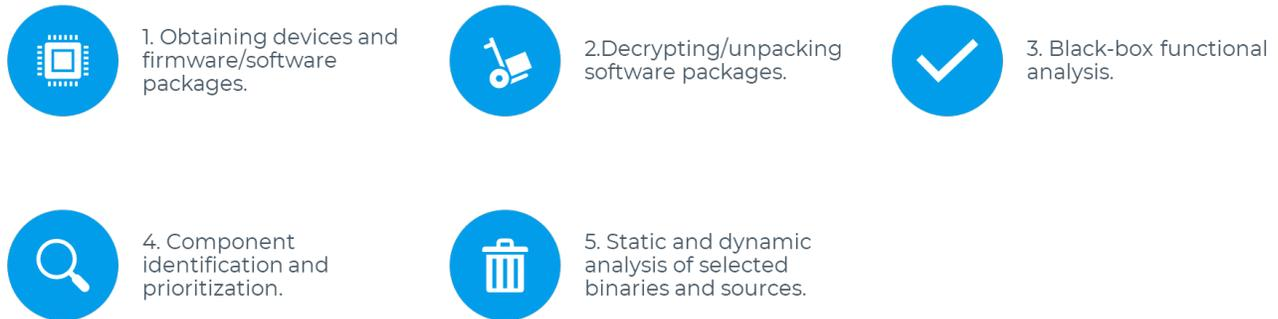 1. Obtaining devices and
firmware/software
packages.
2.Decrypting/unpacking
software packages.
3. Black-box functional
analysis.
4. Component
identification and
prioritization.
5. Static and dynamic
analysis of selected
binaries and sources.